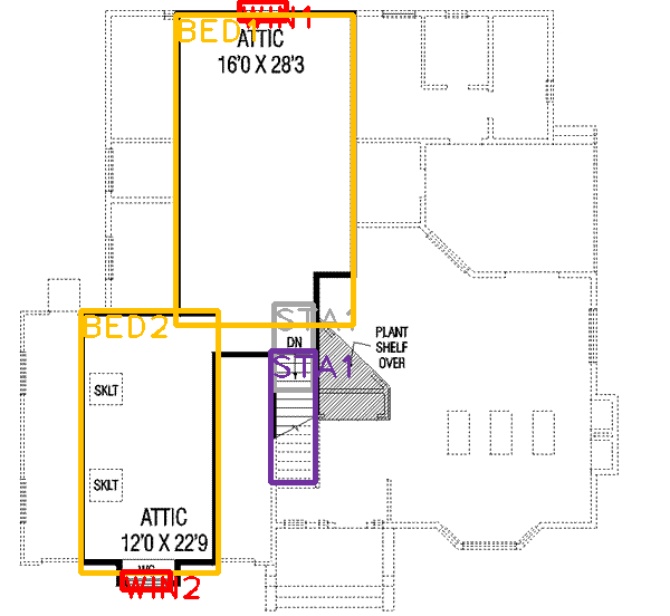 WIN1
BED1
ATTIC
16'0 X 28'3
STA1
BED2
DN
PLANT
SHELF
OVER
STA1
SKLT
SKLT
ATTIC
12'0 X 22'9
WIN2